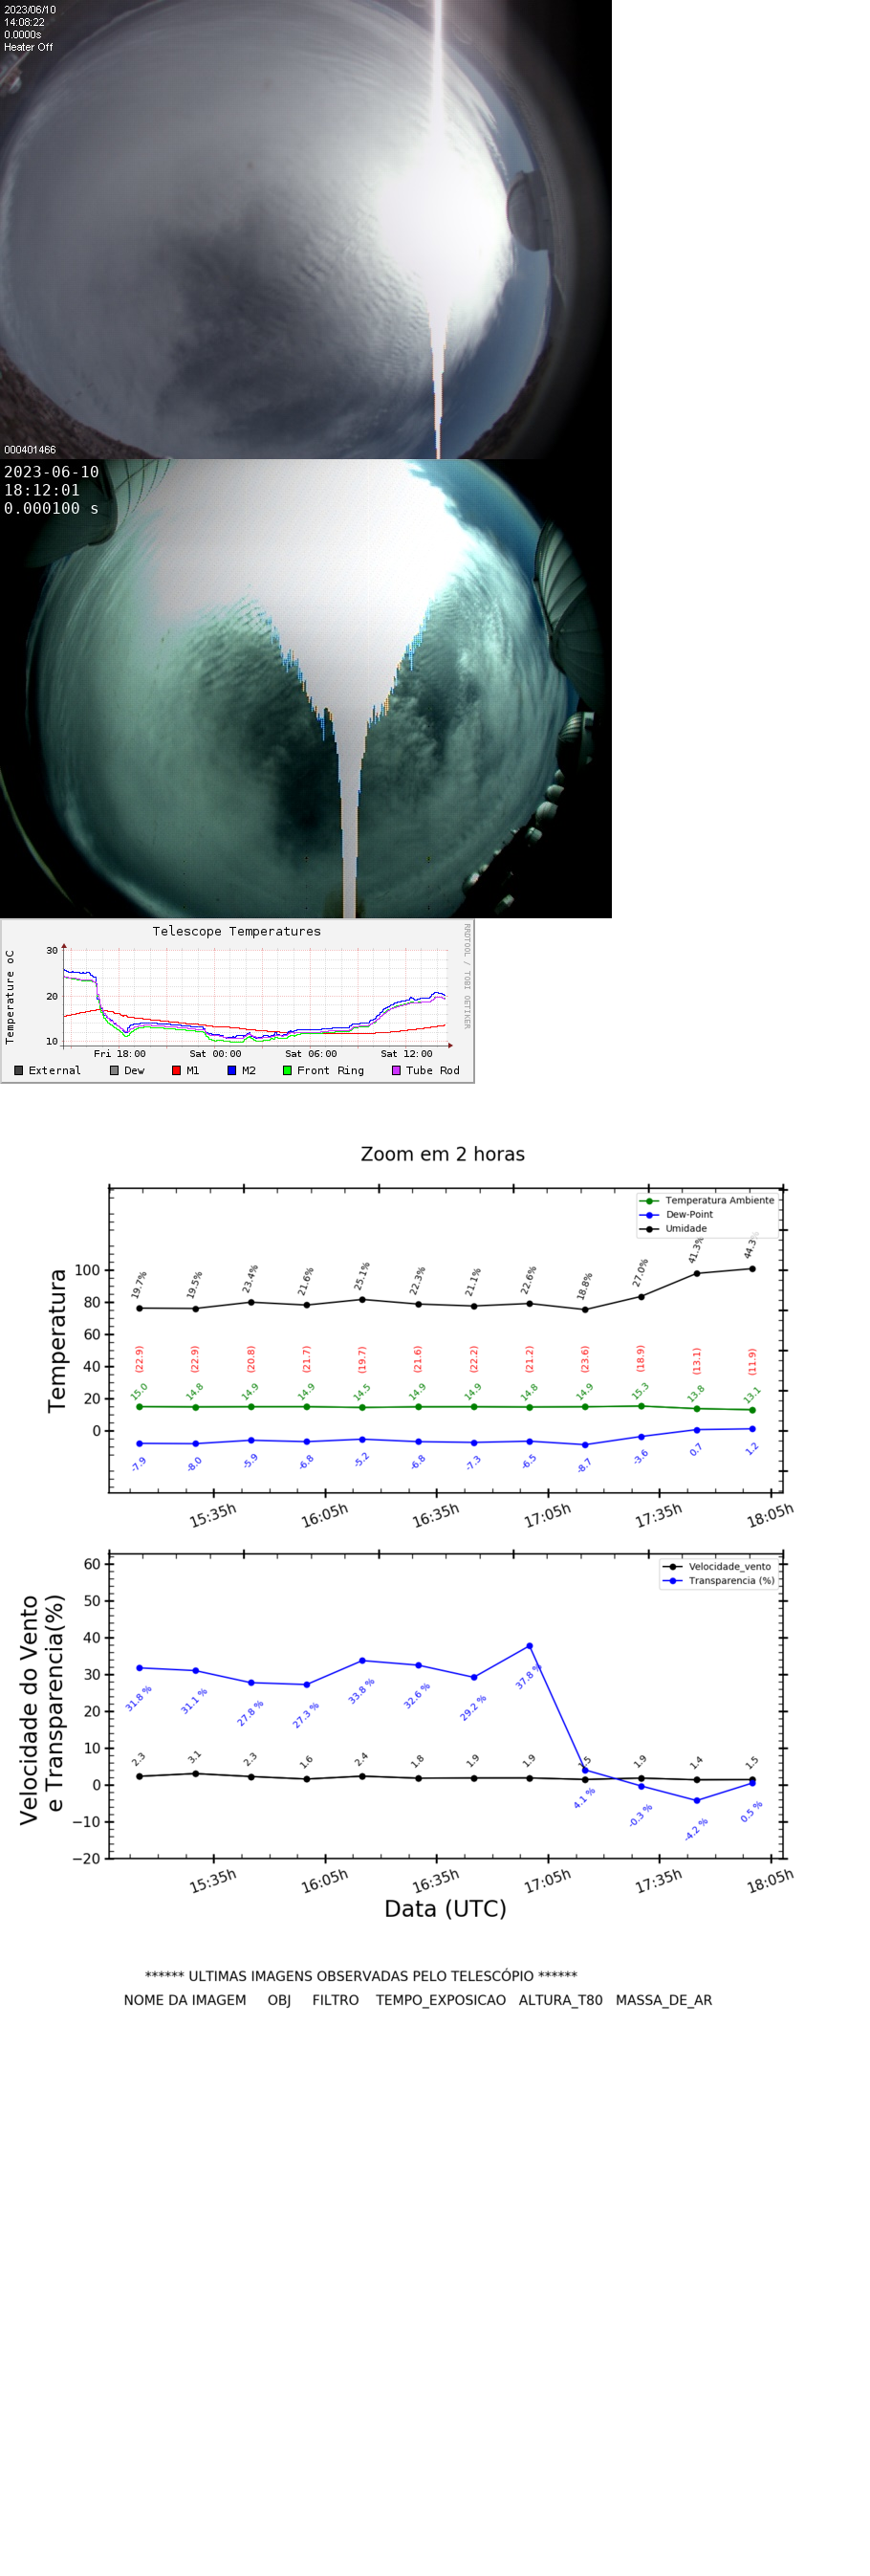 2023/06/10
14:08:22
0.0000s
Heater Off
000401466
2023-06-10
18:12:01
0.000100 s
Telescope Temperatures
RRDTOOL / TOBI OETIKER
Temperature oC
30
20
10
Fri 18:00 Sat 00:00 Sat 06:00 Sat 12:00
External Dew M1 M2 Front Ring Tube Rod
Zoom em 2 horas
Temperatura Ambiente
Dew-Point
Umidade
Temperatura
100
80
60
40
20
0
19.7% 19.5% 23.4% 21.6% 25.1% 22.3% 21.1% 22.6% 18.8% 27.0% 41.3% 44.3%
(22.9) (22.9) (20.8) (21.7) (19.7) (21.6) (22.2) (21.2) (23.6) (18.9) (13.1) (11.9)
15.0 14.8 14.9 14.9 14.5 14.9 14.9 14.8 14.9 15.3 13.8 13.1
-7.9 -8.0 -5.9 -6.8 -5.2 -6.8 -7.3 -6.5 -8.7 -3.6 0.7 1.2
15:35h 16:05h 16:35h 17:05h 17:35h 18:05h
Velocidade_vento
Transparencia (%)
Velocidade do Vento
e Transparencia(%)
60
50
40
30
20
10
0
−10
−20
31.8 % 31.1 % 27.8 % 27.3 % 33.8 % 32.6 % 29.2 % 37.8 % 4.1 % -0.3 % -4.2 % 0.5 %
2.3 3.1 2.3 1.6 2.4 1.8 1.9 1.9 1.5 1.9 1.4 1.5
15:35h 16:05h 16:35h 17:05h 17:35h 18:05h
Data (UTC)
****** ULTIMAS IMAGENS OBSERVADAS PELO TELESCÓPIO ******
NOME DA IMAGEM OBJ FILTRO TEMPO_EXPOSICAO ALTURA_T80 MASSA_DE_AR